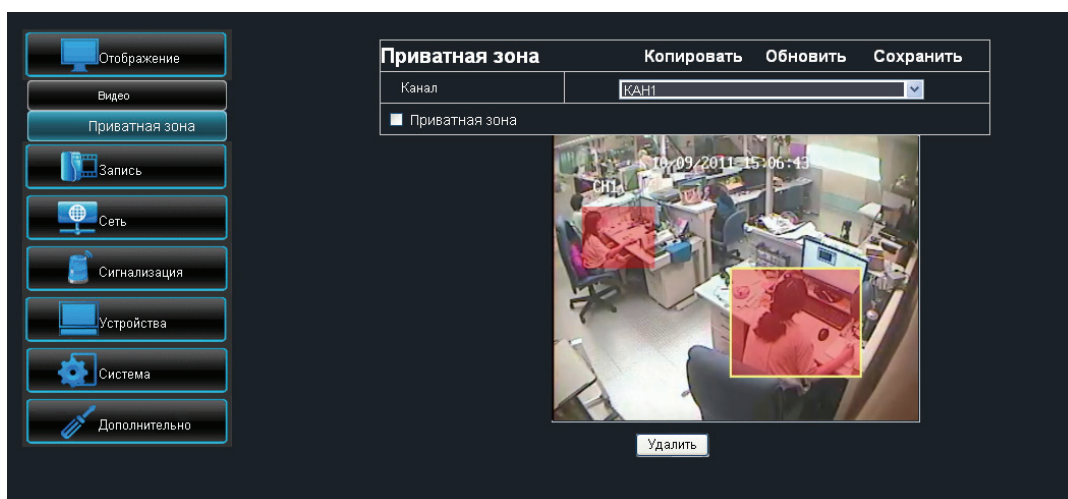 Отображение
Видео
Приватная зона
Запись
Сеть
Сигнализация
Устройства
Система
Дополнительно
Приватная зона Копировать Обновить Сохранить
Канал КАН1
Приватная зона
10/09/2011 15:06:43
CH1
Удалить